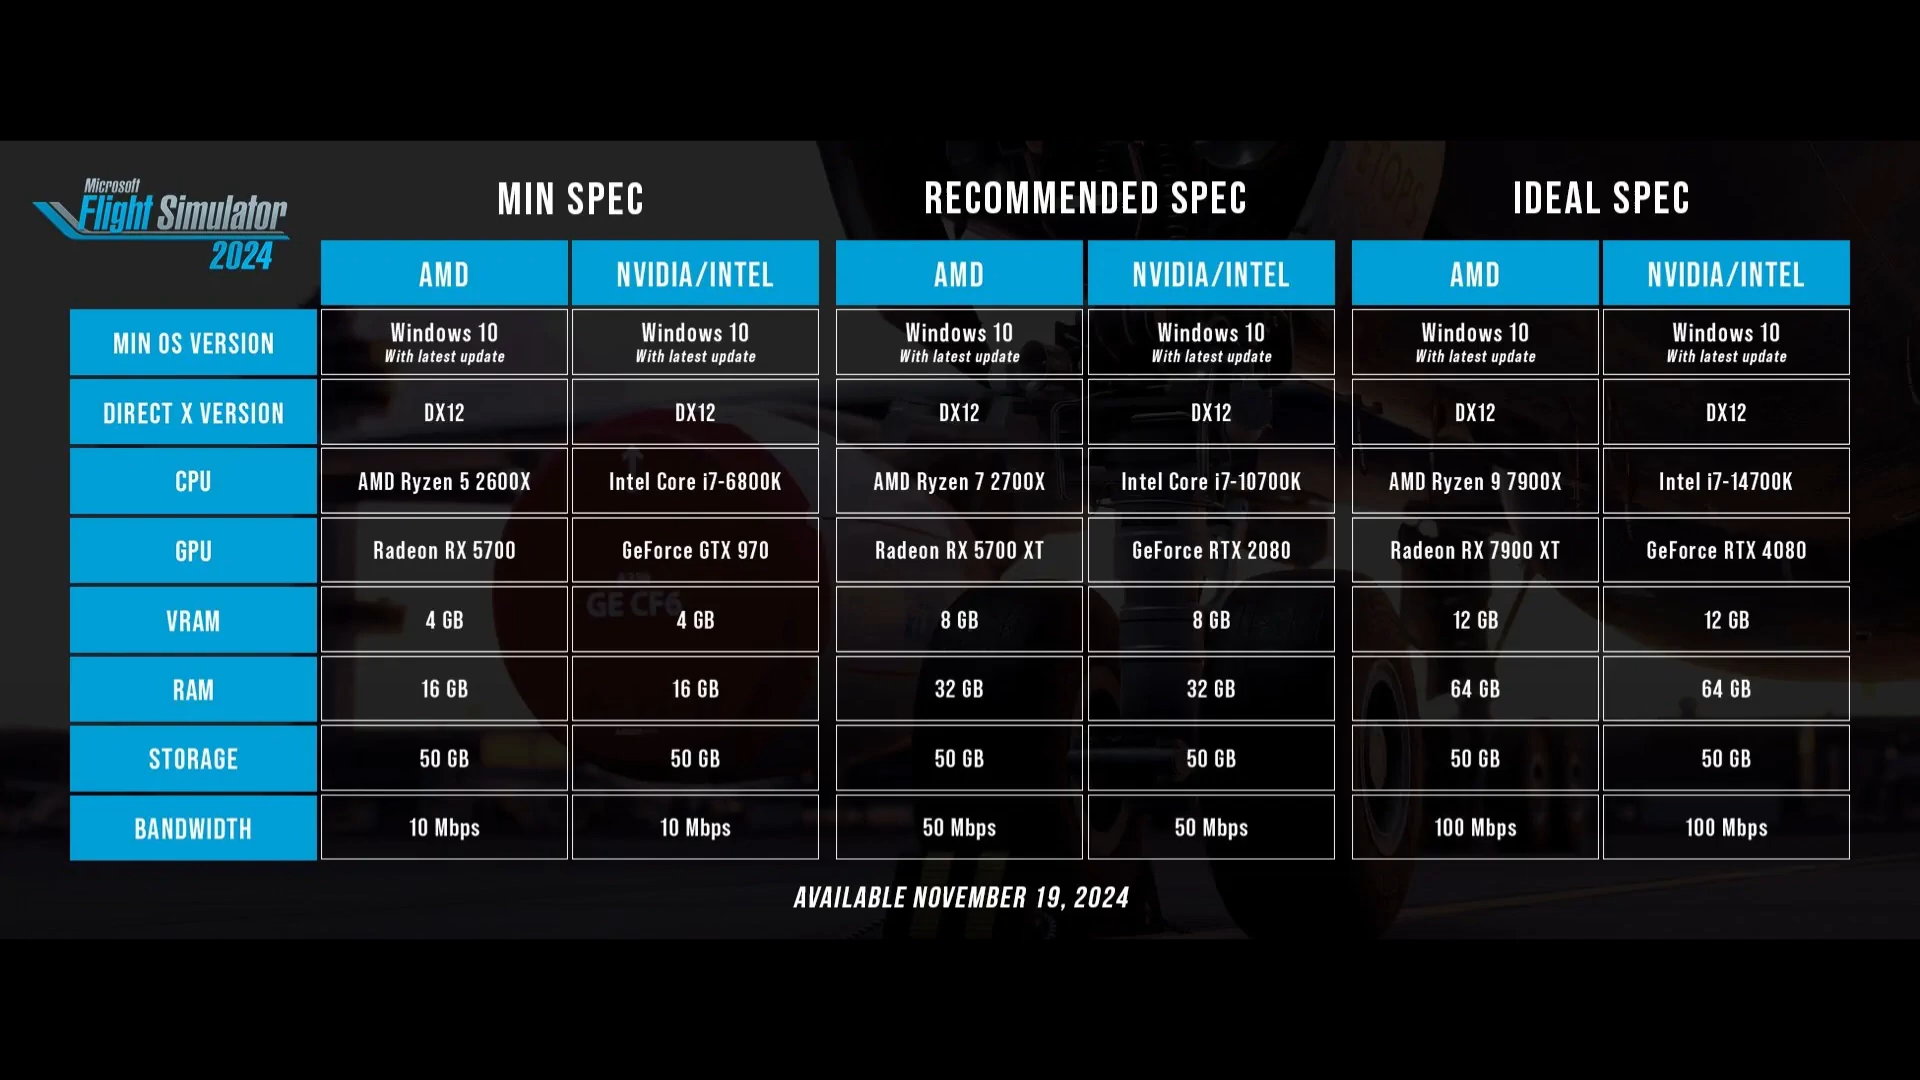 Microsoft
Flight Simulator
2024
MIN SPEC
RECOMMENDED SPEC
IDEAL SPEC
AMD
NVIDIA/INTEL
AMD
NVIDIA/INTEL
AMD
NVIDIA/INTEL
MIN OS VERSION
Windows 10
With latest update
Windows 10
With latest update
Windows 10
With latest update
Windows 10
With latest update
Windows 10
With latest update
Windows 10
With latest update
DIRECT X VERSION
DX12
DX12
DX12
DX12
DX12
DX12
CPU
AMD Ryzen 5 2600X
Intel Core i7-6800K
AMD Ryzen 7 2700X
Intel Core i7-10700K
AMD Ryzen 9 7900X
Intel i7-14700K
GPU
Radeon RX 5700
GeForce GTX 970
Radeon RX 5700 XT
GeForce RTX 2080
Radeon RX 7900 XT
GeForce RTX 4080
GE CF6
VRAM
4 GB
4 GB
8 GB
8 GB
12 GB
12 GB
RAM
16 GB
16 GB
32 GB
32 GB
64 GB
64 GB
STORAGE
50 GB
50 GB
50 GB
50 GB
50 GB
50 GB
BANDWIDTH
10 Mbps
10 Mbps
50 Mbps
50 Mbps
100 Mbps
100 Mbps
AVAILABLE NOVEMBER 19, 2024